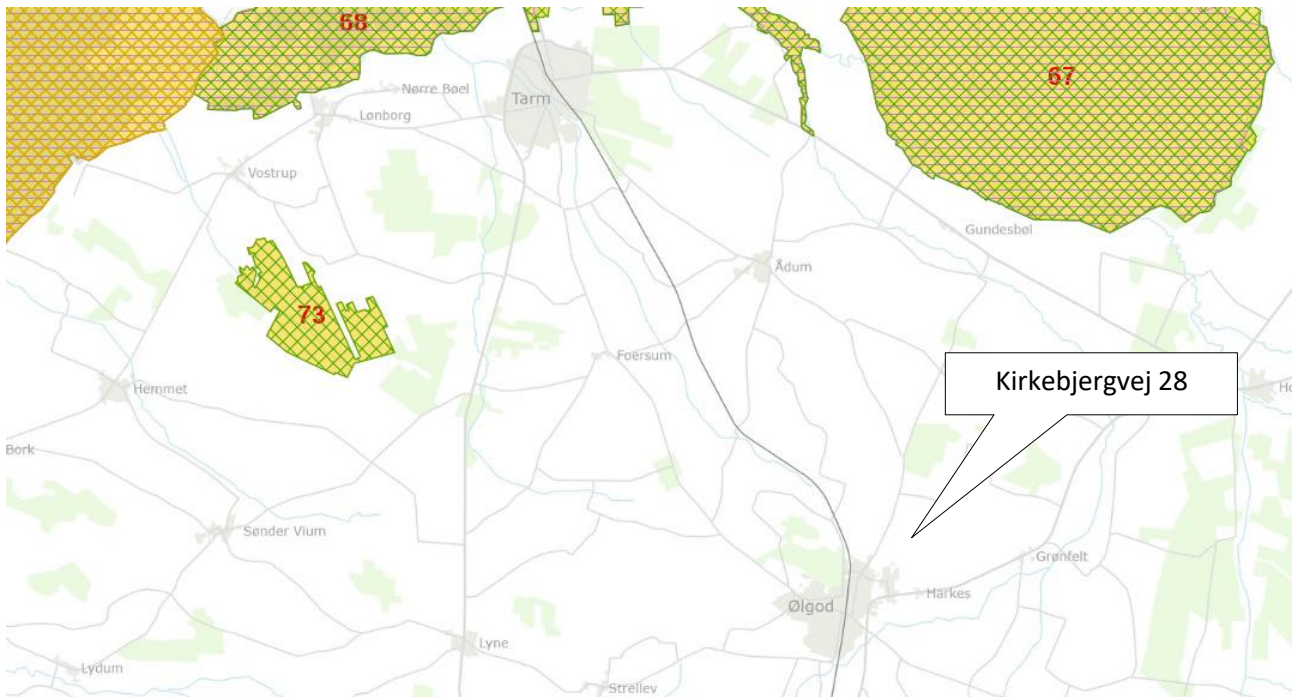 68
67
Nørre Bøel
Tarm
Lønborg
Vostrup
Gundesbøl
Ådum
73
Foersum
Kirkebjergvej 28
Hemmet
Ho
Bork
Sønder Vium
Grønfelt
Harkes
Ølgod
Lyne
Lydum
Strellev